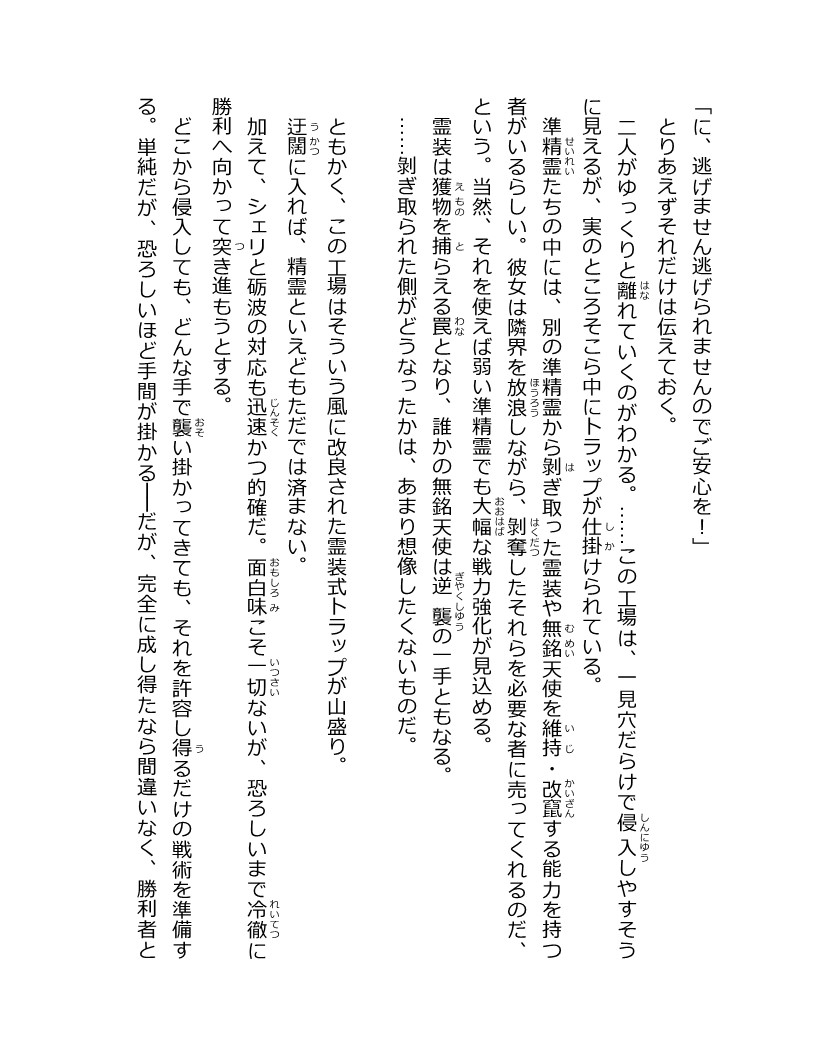 「に、逃げません逃げられませんのでご安心を！」
とりあえずそれだけは伝えておく。
二人がゆっくりと離れていくのがわかる。……この工場は、一見穴だらけで侵入しやすそう
に見えるが、実のところそこら中にトラップが仕掛けられている。
準精霊たちの中には、別の準精霊から剝ぎ取った霊装や無銘天使を維持・改竄する能力を持つ
者がいるらしい。彼女は隣界を放浪しながら、剝奪したそれらを必要な者に売ってくれるのだ、
という。当然、それを使えば弱い準精霊でも大幅な戦力強化が見込める。
霊装は獲物を捕らえる罠となり、誰かの無銘天使は逆襲の一手ともなる。
……剝ぎ取られた側がどうなったかは、あまり想像したくないものだ。
ともかく、この工場はそういう風に改良された霊装式トラップが山盛り。
迂闊に入れば、精霊といえどもただでは済まない。
加えて、シェリと砺波の対応も迅速かつ的確だ。面白味こそ一切ないが、恐ろしいまで冷徹に
勝利へ向かって突き進もうとする。
どこから侵入しても、どんな手で襲い掛かってきても、それを許容し得るだけの戦術を準備す
る。単純だが、恐ろしいほど手間が掛かる――だが、完全に成し得たなら間違いなく、勝利者と